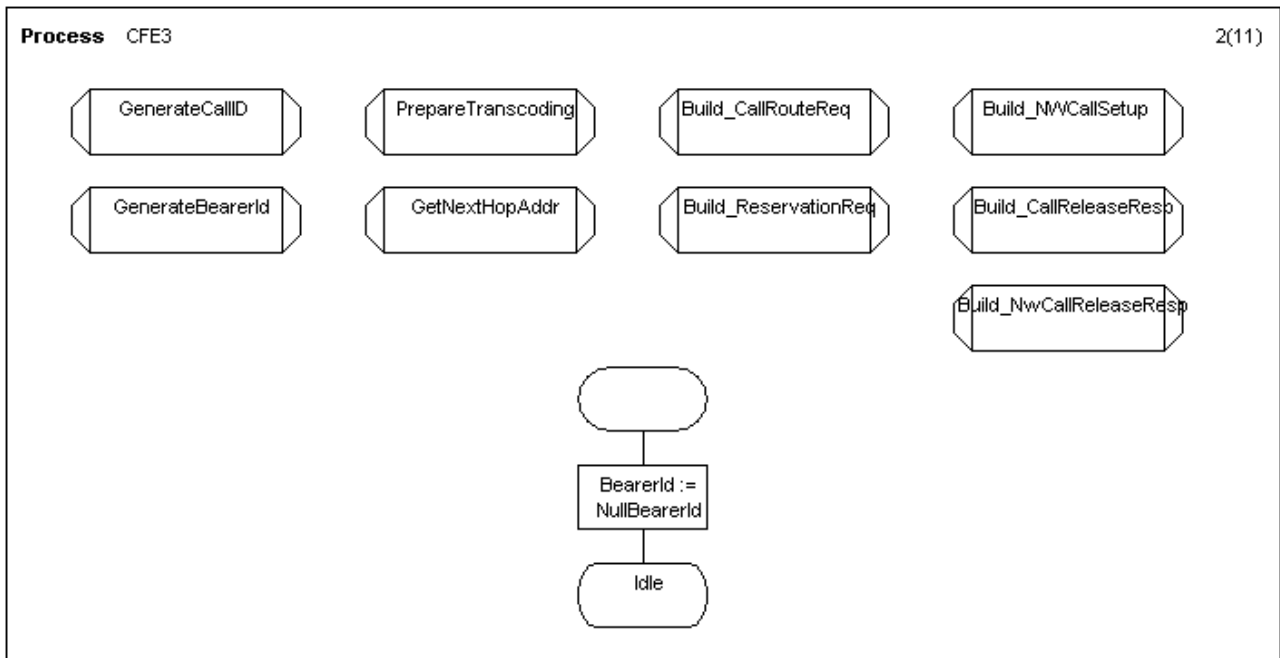 Process CFE3 2(11)
GenerateCallID PrepareTranscoding Build_CallRouteReq Build_NWCallSetup
GenerateBearerId GetNextHopAddr Build_ReservationReq Build_CallReleaseResp
Build_NwCallReleaseResp
BearerId :=
NullBearerId
Idle